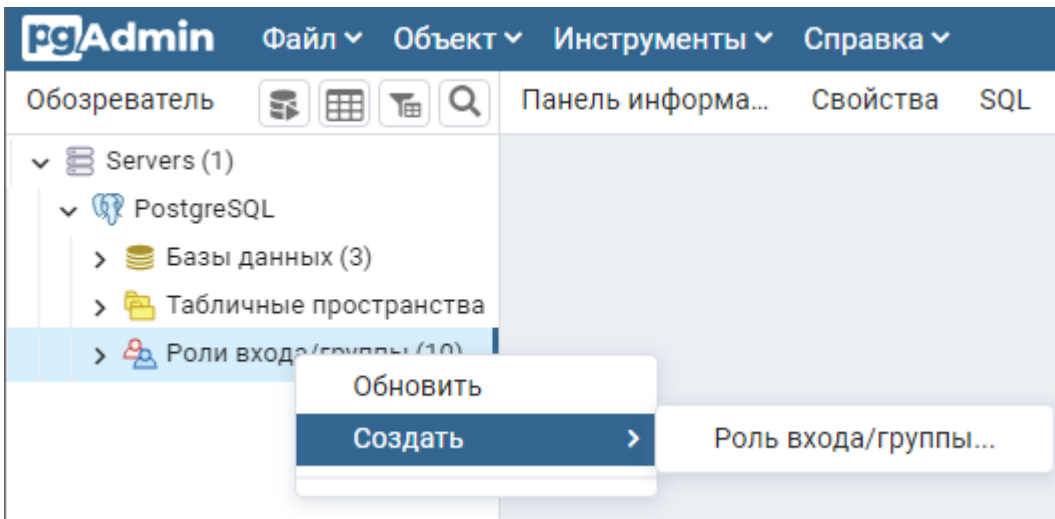 pgAdmin Файл Объект Инструменты Справка
Обозреватель Панель информа... Свойства SQL
Servers (1)
PostgreSQL
Базы данных (3)
Табличные пространства
Роли входа/группы (10)
Обновить
Создать Роль входа/группы...